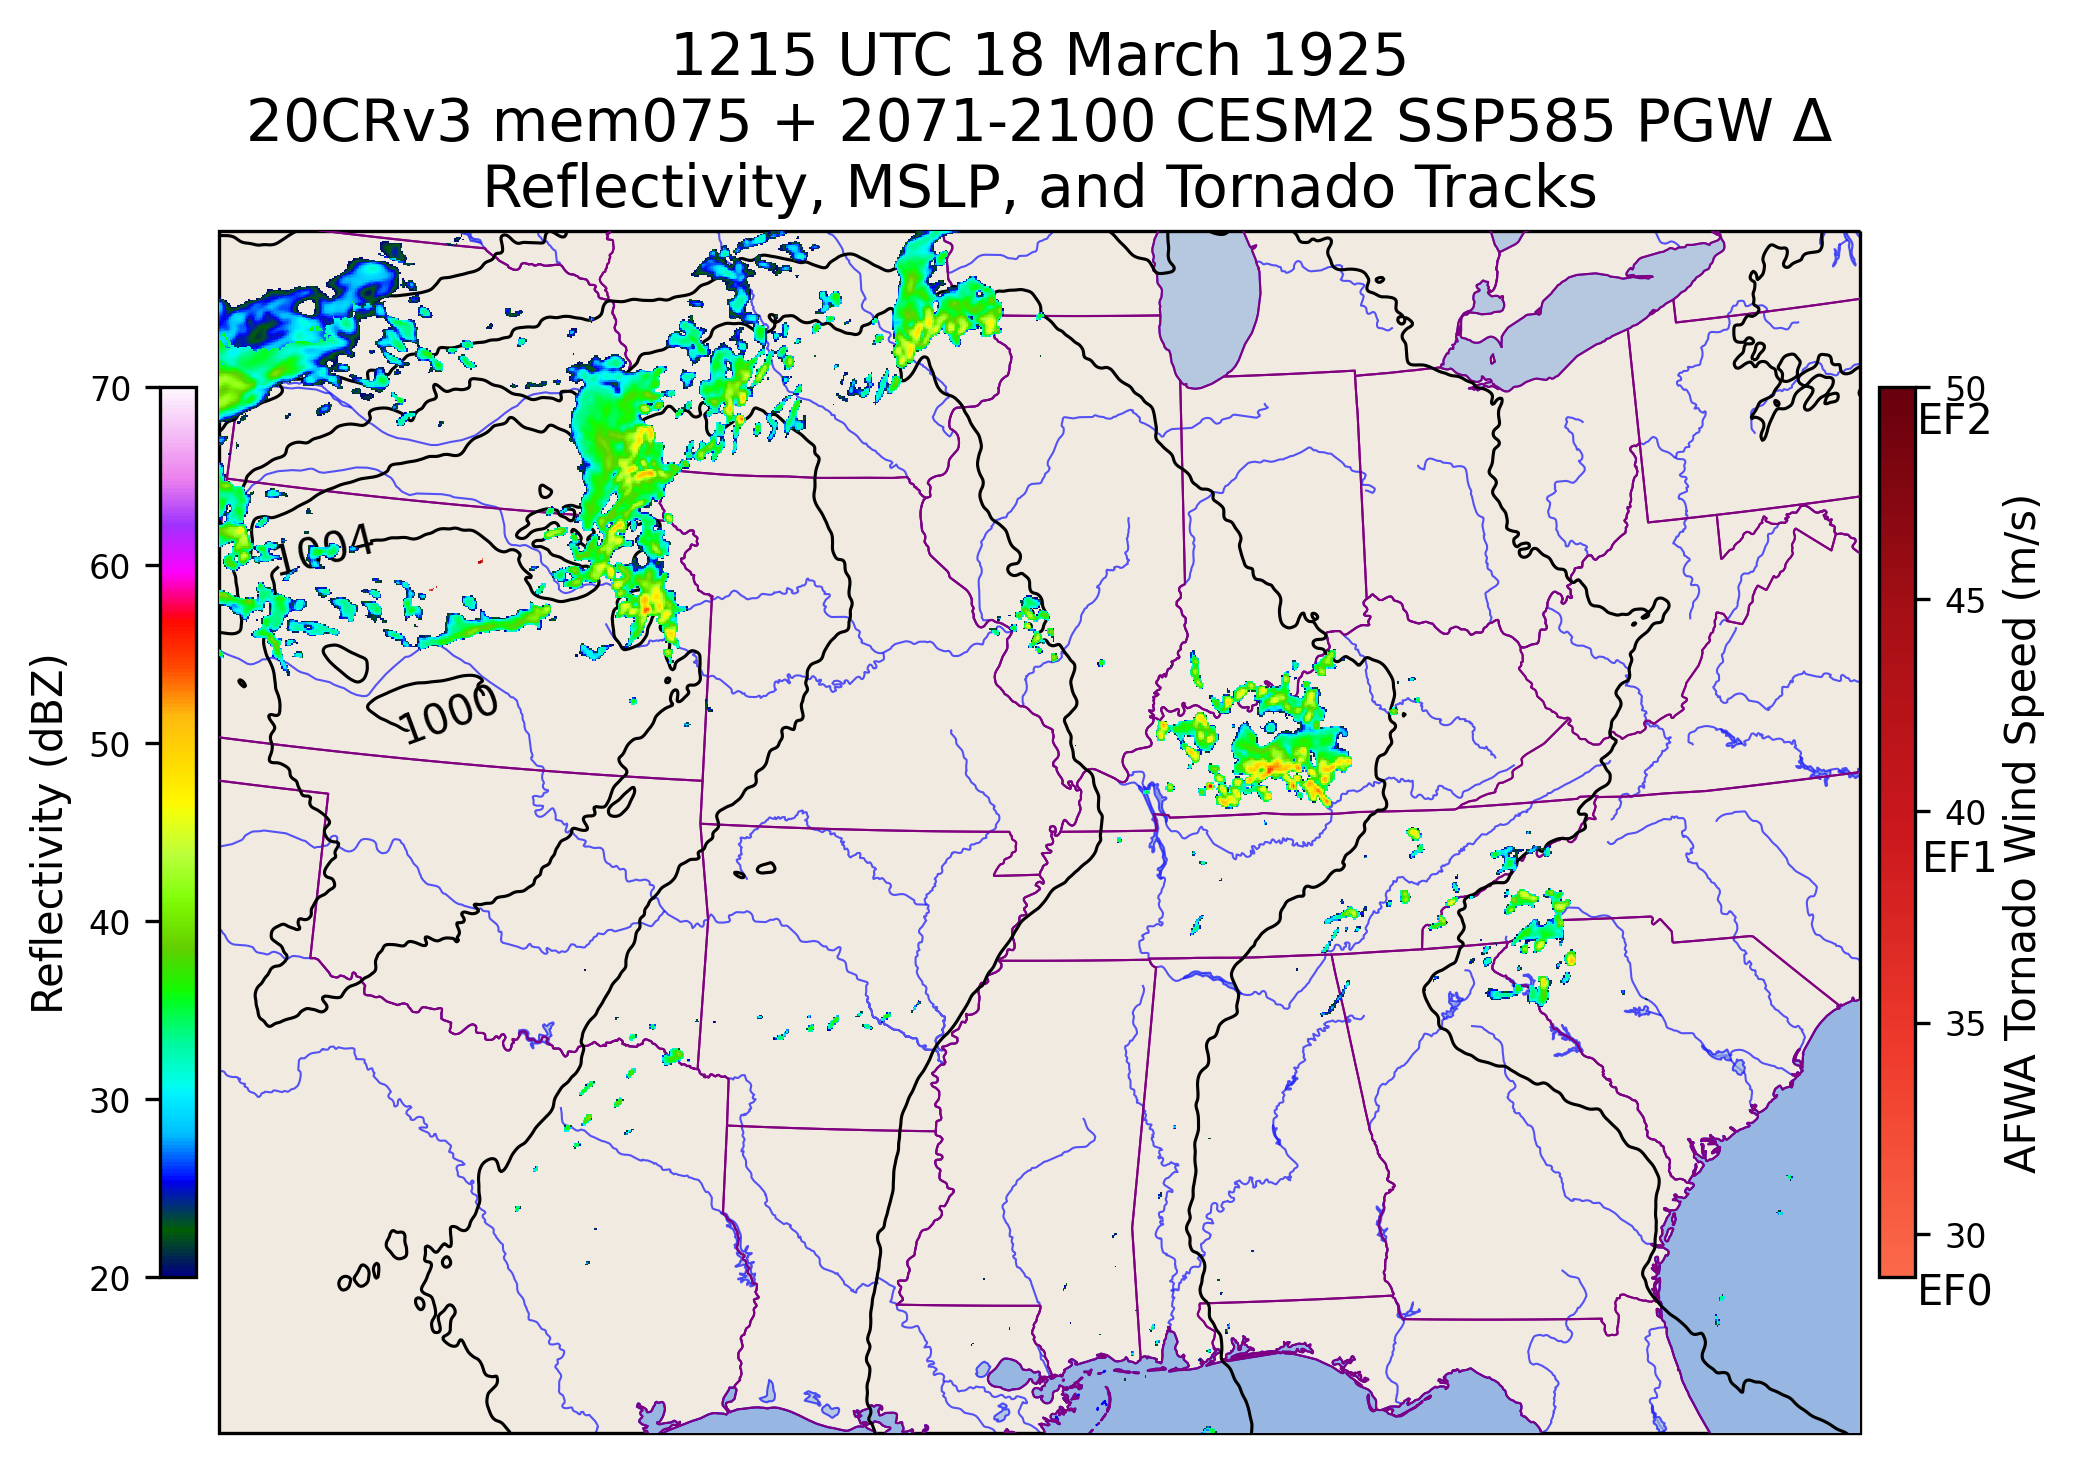 1215 UTC 18 March 1925
20CRv3 mem075 + 2071-2100 CESM2 SSP585 PGW Δ
Reflectivity, MSLP, and Tornado Tracks
70
60
50
40
30
20
Reflectivity (dBZ)
1004
1000
50
EF2
45
40
EF1
35
30
EF0
AFWA Tornado Wind Speed (m/s)